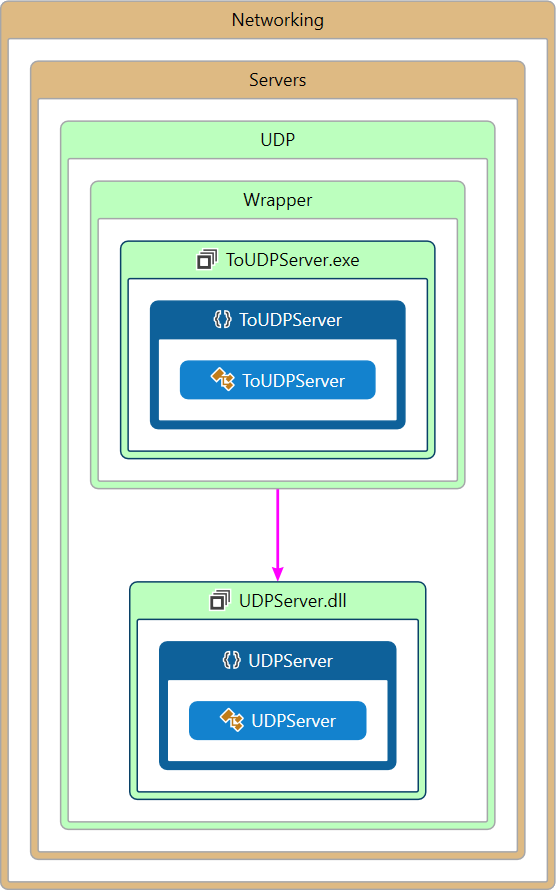 Networking
Servers
UDP
Wrapper
ToUDPServer.exe
ToUDPServer
ToUDPServer
UDPServer.dll
UDPServer
UDPServer